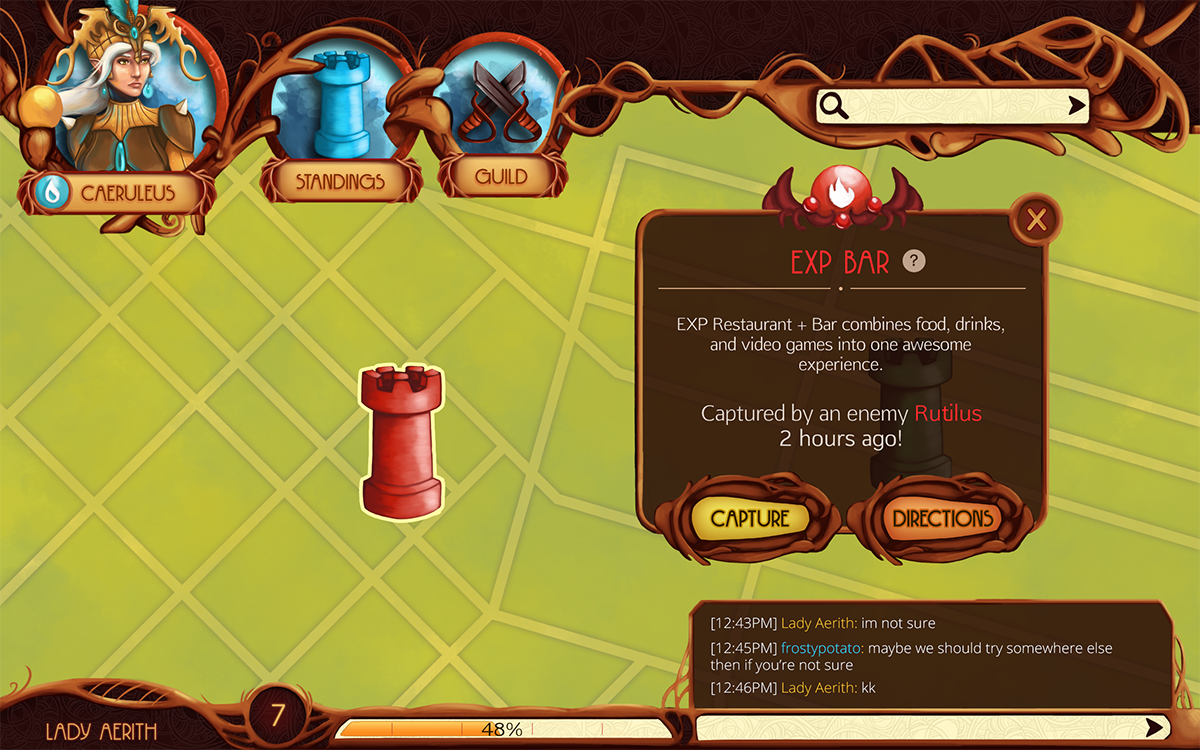 CAERULEUS
STANDINGS
GUILD
EXP BAR ?
EXP Restaurant + Bar combines food, drinks,
and video games into one awesome
experience.
Captured by an enemy Rutilus
2 hours ago!
CAPTURE
DIRECTIONS
[12:43PM] Lady Aerith: im not sure
[12:45PM] frostypotato: maybe we should try somewhere else
then if you’re not sure
[12:46PM] Lady Aerith: kk
LADY AERITH
7
48%